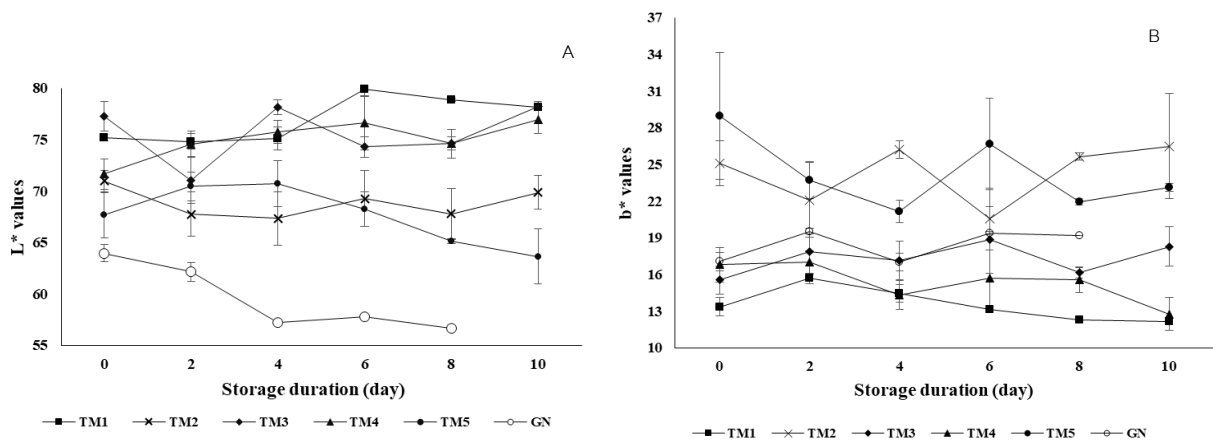 A
L* values
80
75
70
65
60
55
0 2 4 6 8 10
Storage duration (day)
TM1 TM2 TM3 TM4 TM5 GN
B
b* values
37
34
31
28
25
22
19
16
13
10
0 2 4 6 8 10
Storage duration (day)
TM1 TM2 TM3 TM4 TM5 GN